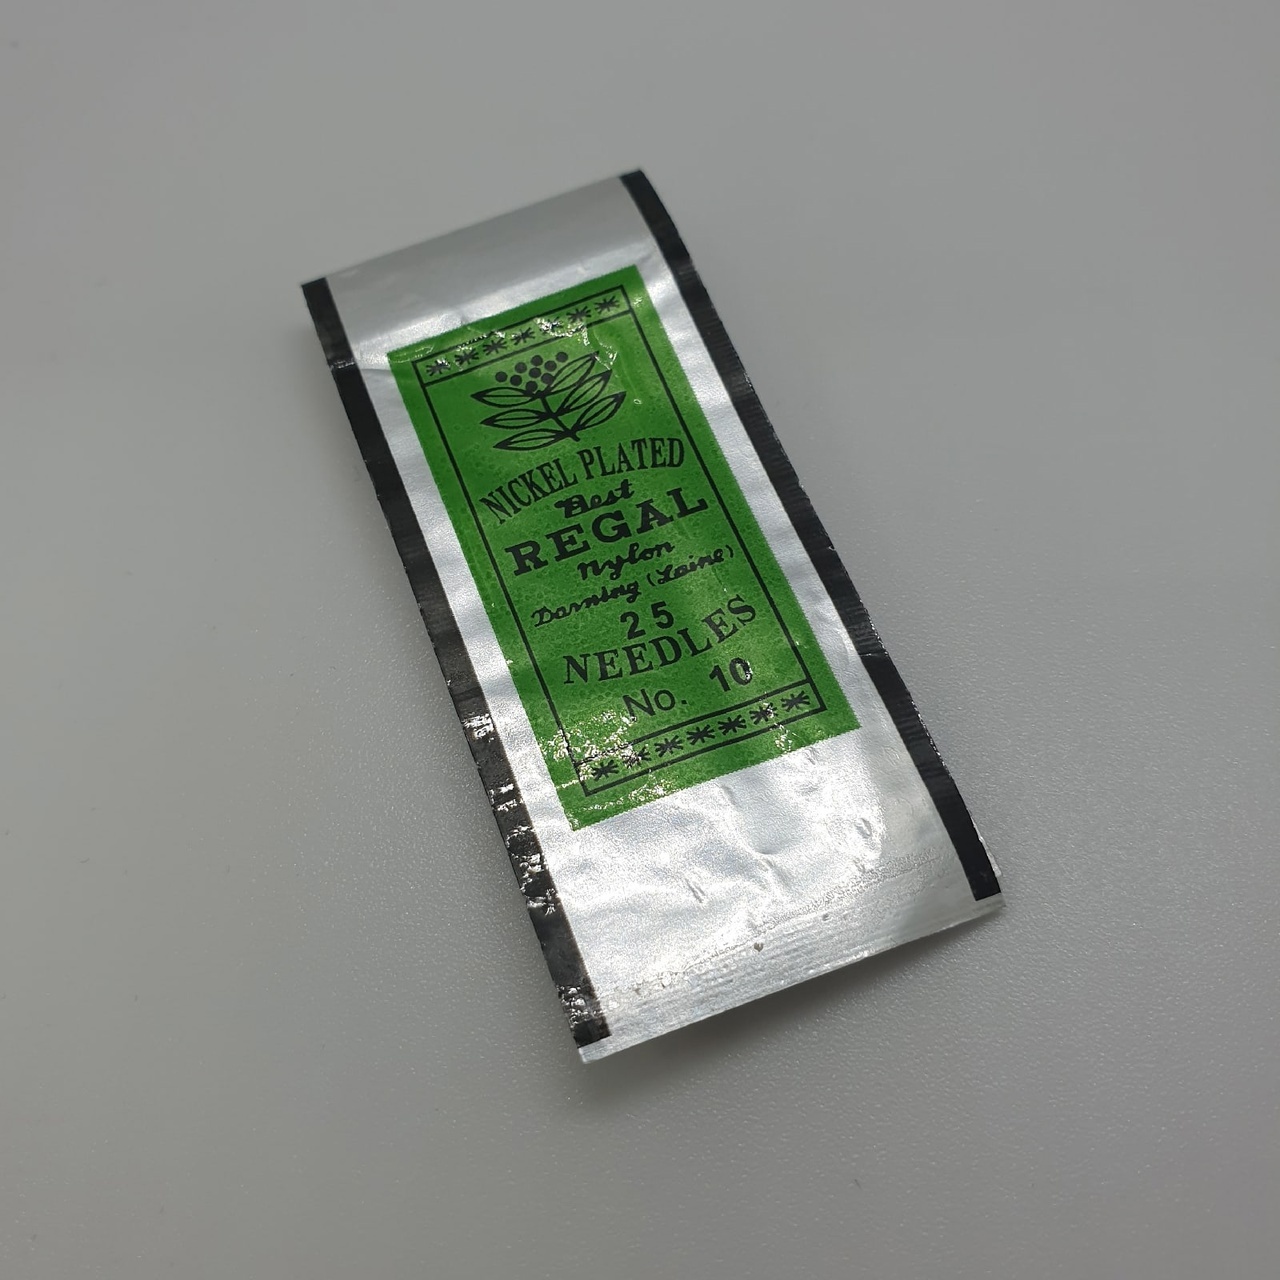 NICKEL PLATED
Best
REGAL
Nylon
Darning (Laine)
25
NEEDLES
No. 10